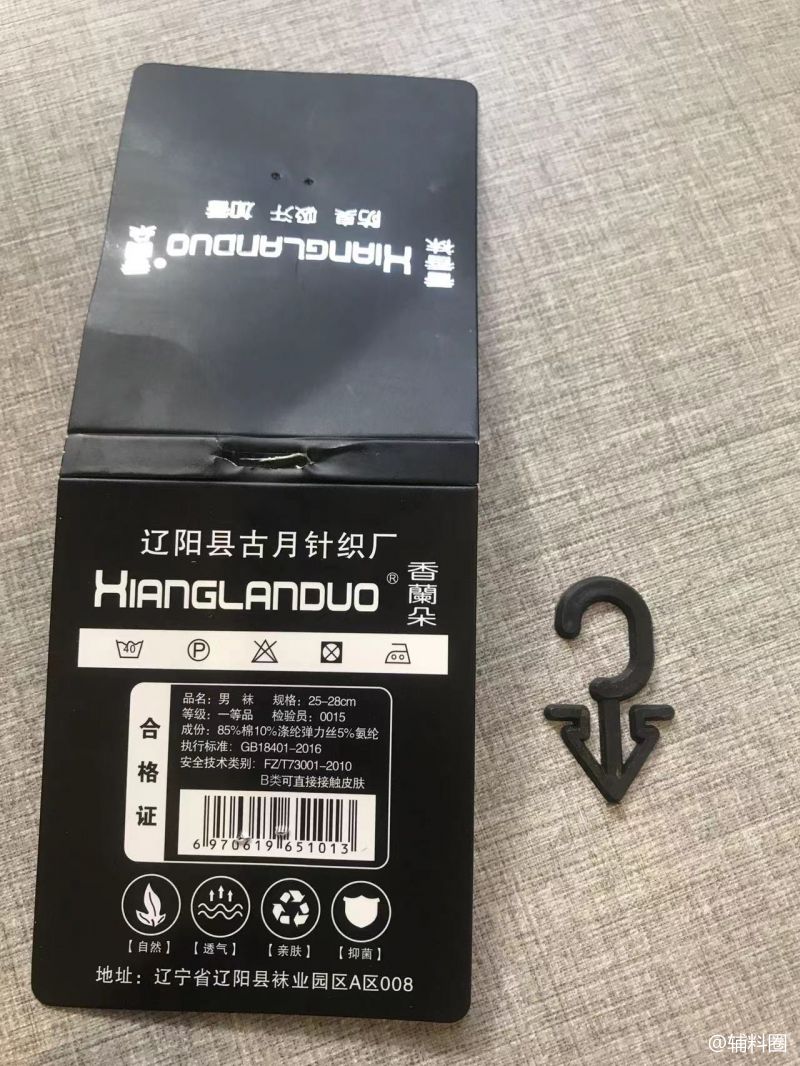 防臭 吸汗 加香
XIANGLANDUO
香香袜
辽阳县古月针织厂
XIANGLANDUO®
香蘭朵
40
P
合格证
品名：男 袜 规格：25-28cm
等级：一等品 检验员：0015
成份：85%棉10%涤纶弹力丝5%氨纶
执行标准：GB18401-2016
安全技术类别：FZ/T73001-2010
B类可直接接触皮肤
6 970619 651013
【自然】 【透气】 【亲肤】 【抑菌】
地址：辽宁省辽阳县袜业园区A区008
@辅料圈